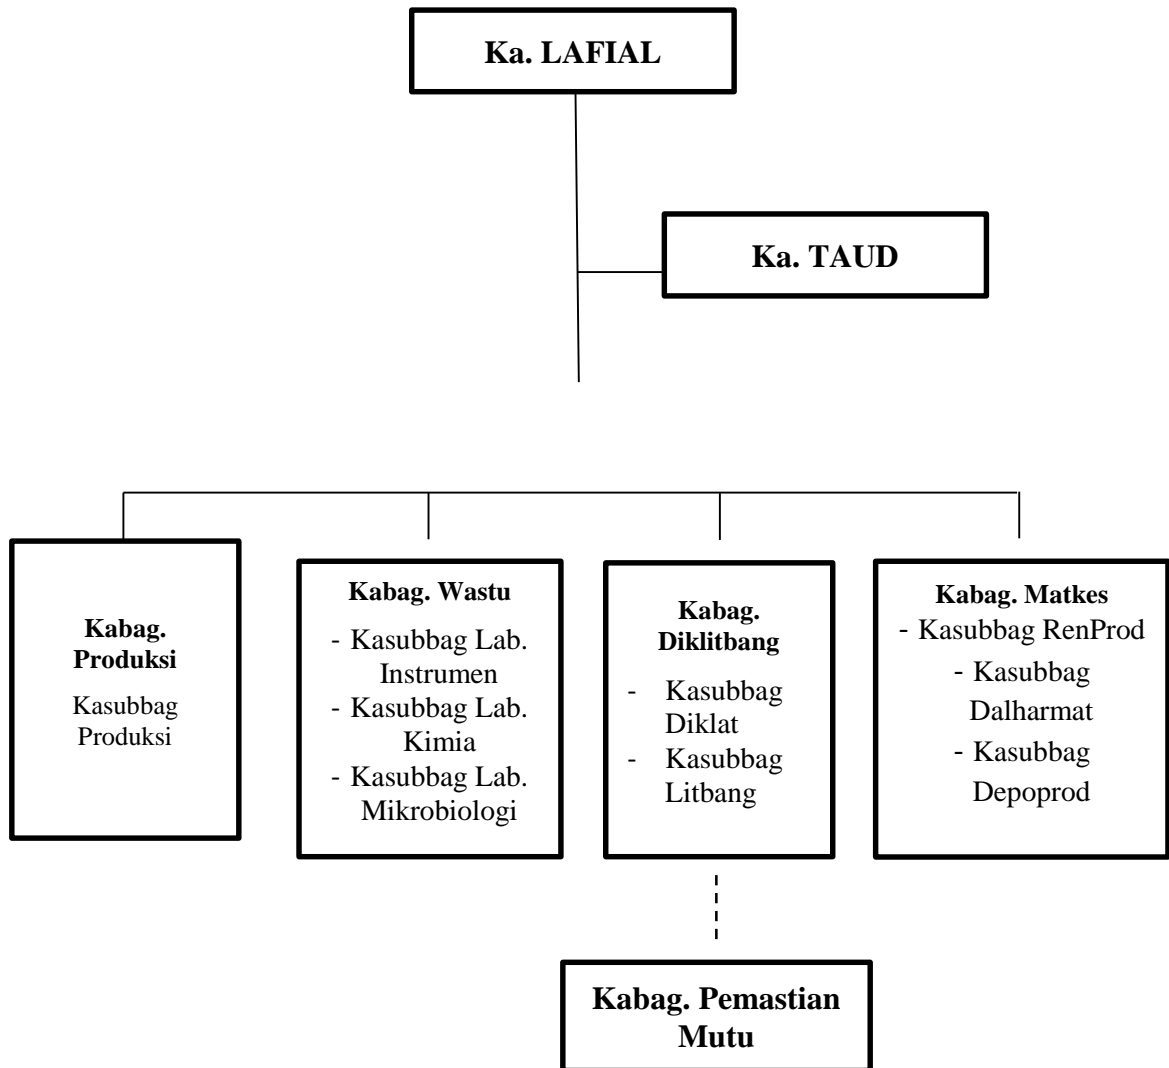 Ka. LAFIAL
Ka. TAUD
Kabag.
Produksi
Kasubbag
Produksi
Kabag. Wastu
- Kasubbag Lab.
Instrumen
- Kasubbag Lab.
Kimia
- Kasubbag Lab.
Mikrobiologi
Kabag.
Diklitbang
- Kasubbag
Diklat
- Kasubbag
Litbang
Kabag. Matkes
- Kasubbag RenProd
- Kasubbag
Dalharmat
- Kasubbag
Depoprod
Kabag. Pemastian
Mutu